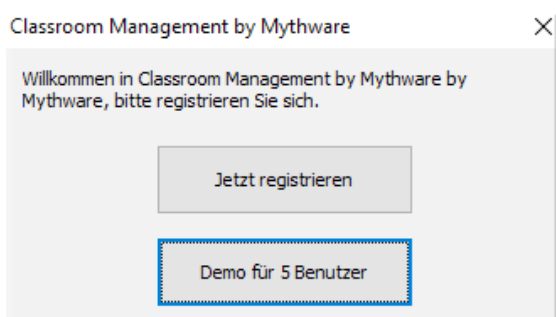 Classroom Management by Mythware
Willkommen in Classroom Management by Mythware by
Mythware, bitte registrieren Sie sich.
Jetzt registrieren
Demo für 5 Benutzer